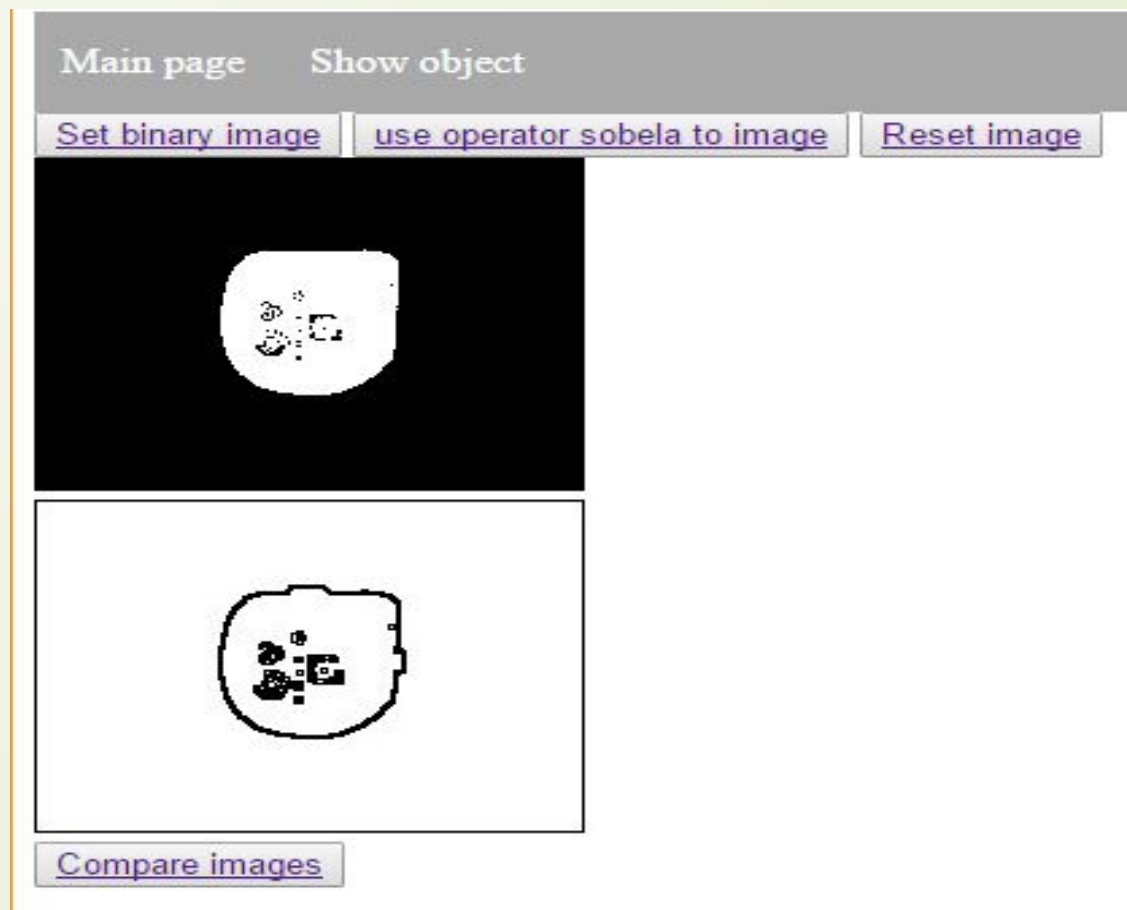 Main page Show object
Set binary image use operator sobela to image Reset image
Compare images